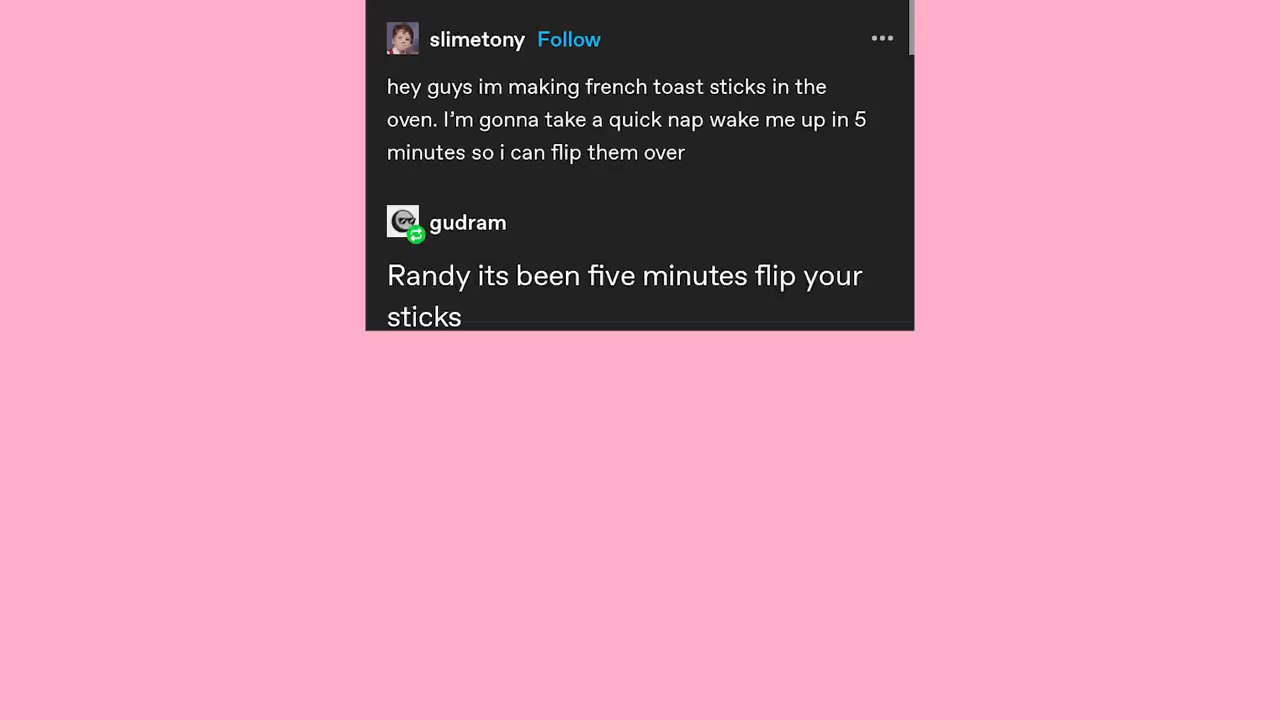 slimetony Follow
hey guys im making french toast sticks in the
oven. I’m gonna take a quick nap wake me up in 5
minutes so i can flip them over
gudram
Randy its been five minutes flip your
sticks